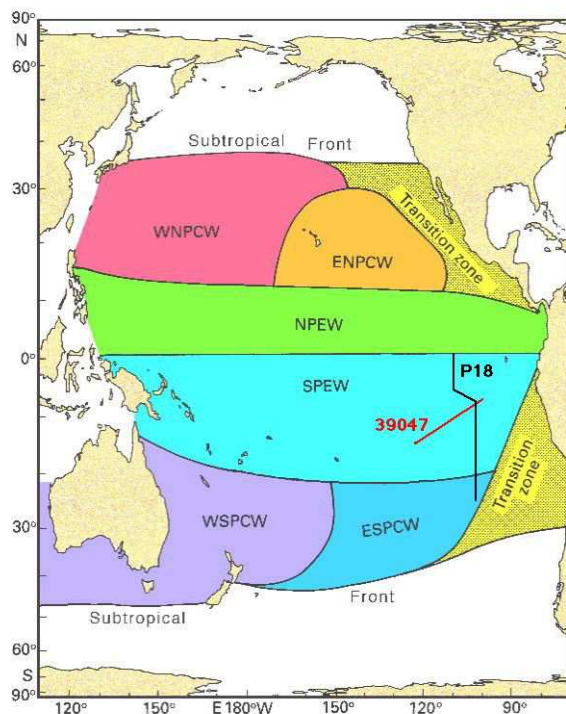 90°
N
60°
Subtropical Front
30°
WNPCW
ENPCW
Transition zone
NPEW
0°
SPEW
P18
39047
WSPCW
ESPCW
Transition
zone
30°
Front
Subtropical
60°
S
90°
120° 150° E 180° W 150° 120° 90°